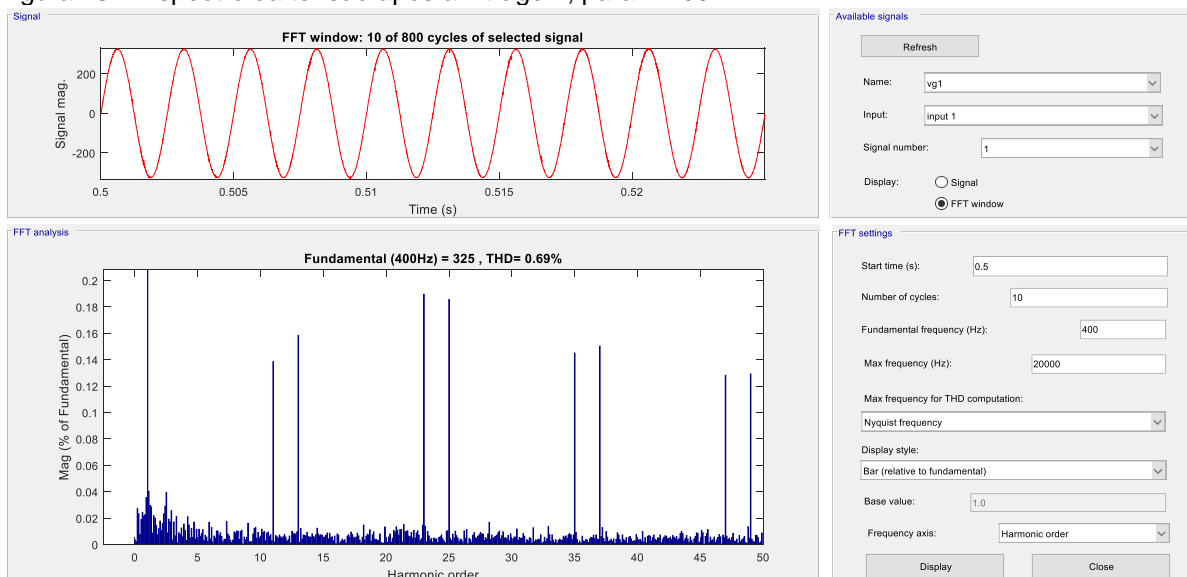 Signal
FFT window: 10 of 800 cycles of selected signal
Signal mag.
200
0
-200
0.5
0.505
0.51
0.515
0.52
Time (s)
Available signals
Refresh
Name:
vg1
Input:
input 1
Signal number:
1
Display:
Signal
FFT window
FFT analysis
Fundamental (400Hz) = 325 , THD= 0.69%
Mag (% of Fundamental)
0.2
0.18
0.16
0.14
0.12
0.1
0.08
0.06
0.04
0.02
0
0
5
10
15
20
25
30
35
40
45
50
Harmonic order
FFT settings
Start time (s):
0.5
Number of cycles:
10
Fundamental frequency (Hz):
400
Max frequency (Hz):
20000
Max frequency for THD computation:
Nyquist frequency
Display style:
Bar (relative to fundamental)
Base value:
1.0
Frequency axis:
Harmonic order
Display
Close